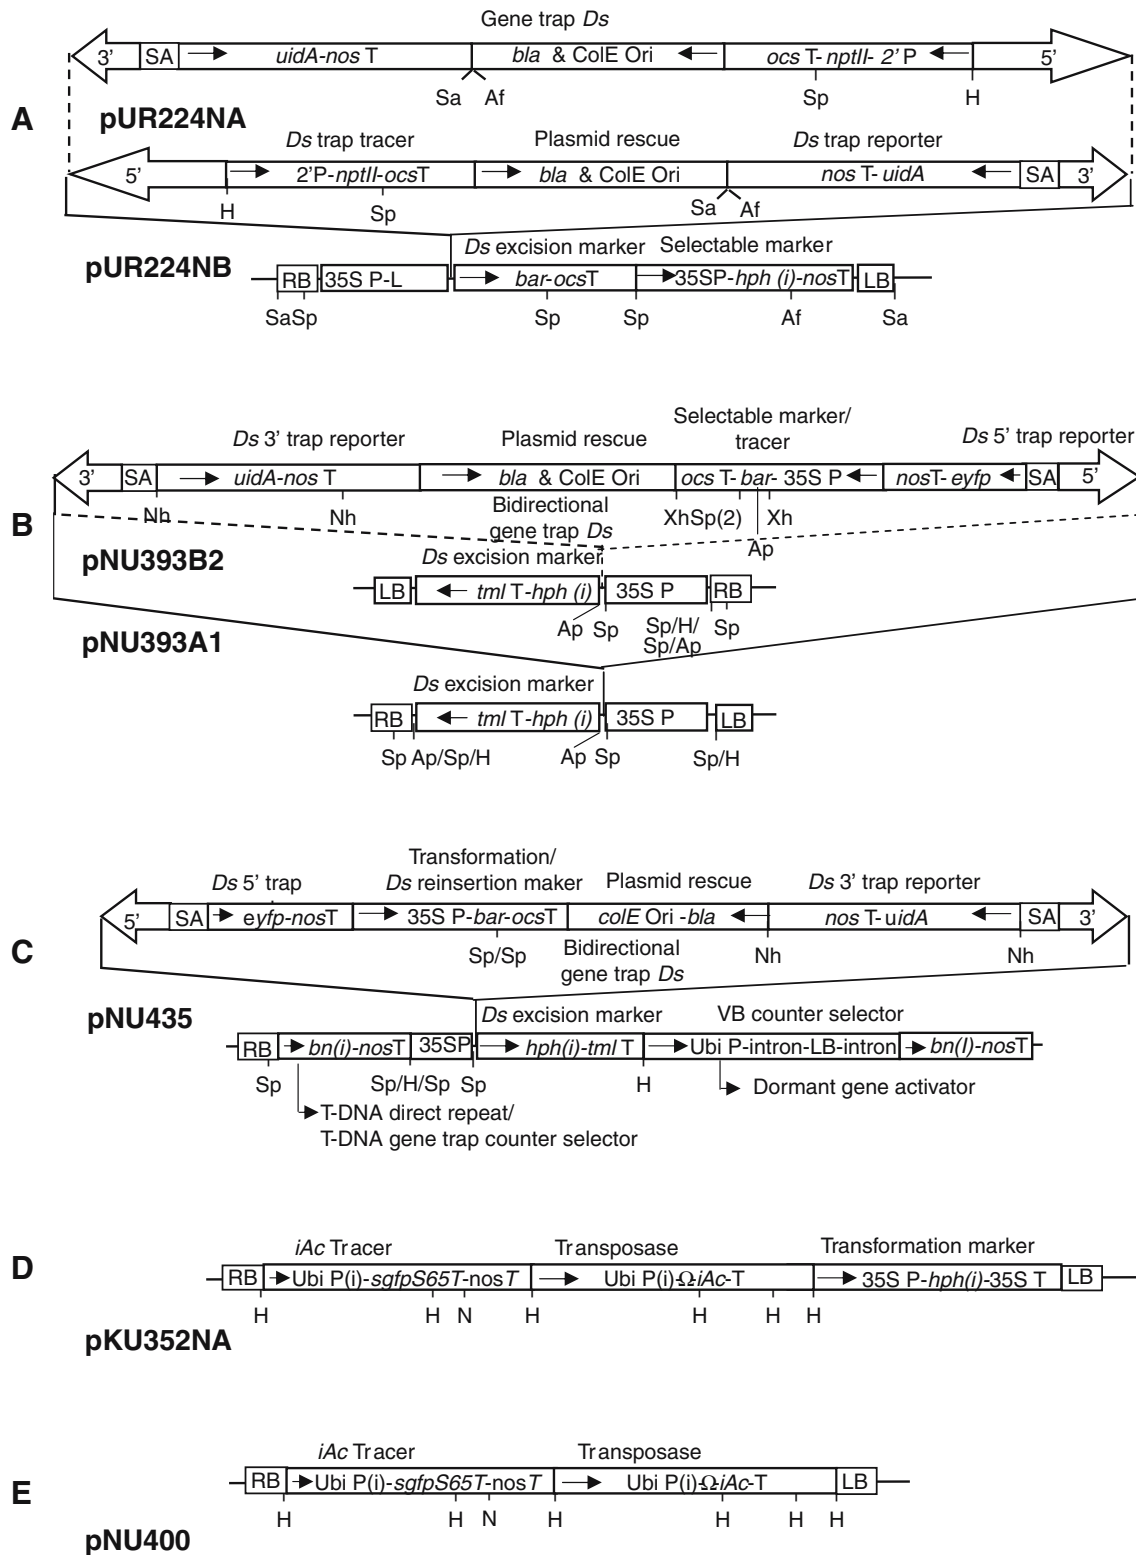 Gene trap Ds
3’ SA uidA-nos T bla & ColE Ori ocs T- nptII- 2’ P 5’
Sa Af Sp H
A pUR224NA
Ds trap tracer Plasmid rescue Ds trap reporter
5’ 2’P-nptII-ocsT bla & ColE Ori nos T- uidA SA 3’
H Sp Sa Af
pUR224NB
Ds excision marker Selectable marker
RB 35S P-L bar-ocsT 35SP-hph (i)-nosT LB
SaSp Sp Sp Af Sa
Selectable marker/
tracer
Ds 3’ trap reporter Plasmid rescue Ds 5’ trap reporter
3’ SA uidA-nos T bla & ColE Ori ocs T- bar- 35S P nosT- eyfp SA 5’
Nh Nh XhSp(2) Xh
Ap
B
Bidirectional
gene trap Ds
pNU393B2
Ds excision marker
LB tml T-hph (i) 35S P RB
Ap Sp Sp/H/
Sp/Ap
Sp
pNU393A1
Ds excision marker
RB tml T-hph (i) 35S P LB
Sp Ap/Sp/H Ap Sp Sp/H
Transformation/
Ds reinsertion maker
Ds 5’ trap Plasmid rescue Ds 3’ trap reporter
5’ SA eyfp-nosT 35S P-bar-ocsT colE Ori -bla nos T- uidA SA 3’
Sp/Sp Nh Nh
C
Bidirectional
gene trap Ds
pNU435
Ds excision marker VB counter selector
RB bn(i)-nosT 35SP hph(i)-tml T Ubi P-intron-LB-intron bn(I)-nosT
Sp Sp/H/Sp Sp H
Dormant gene activator
T-DNA direct repeat/
T-DNA gene trap counter selector
D
iAc Tracer Transposase Transformation marker
RB Ubi P(i)-sgfpS65T-nosT Ubi P(i)-Ω-iAc-T 35S P-hph(i)-35S T LB
H H N H H H H
pKU352NA
iAc Tracer Transposase
E
RB Ubi P(i)-sgfpS65T-nosT Ubi P(i)-Ω-iAc-T LB
H H N H H H H
pNU400